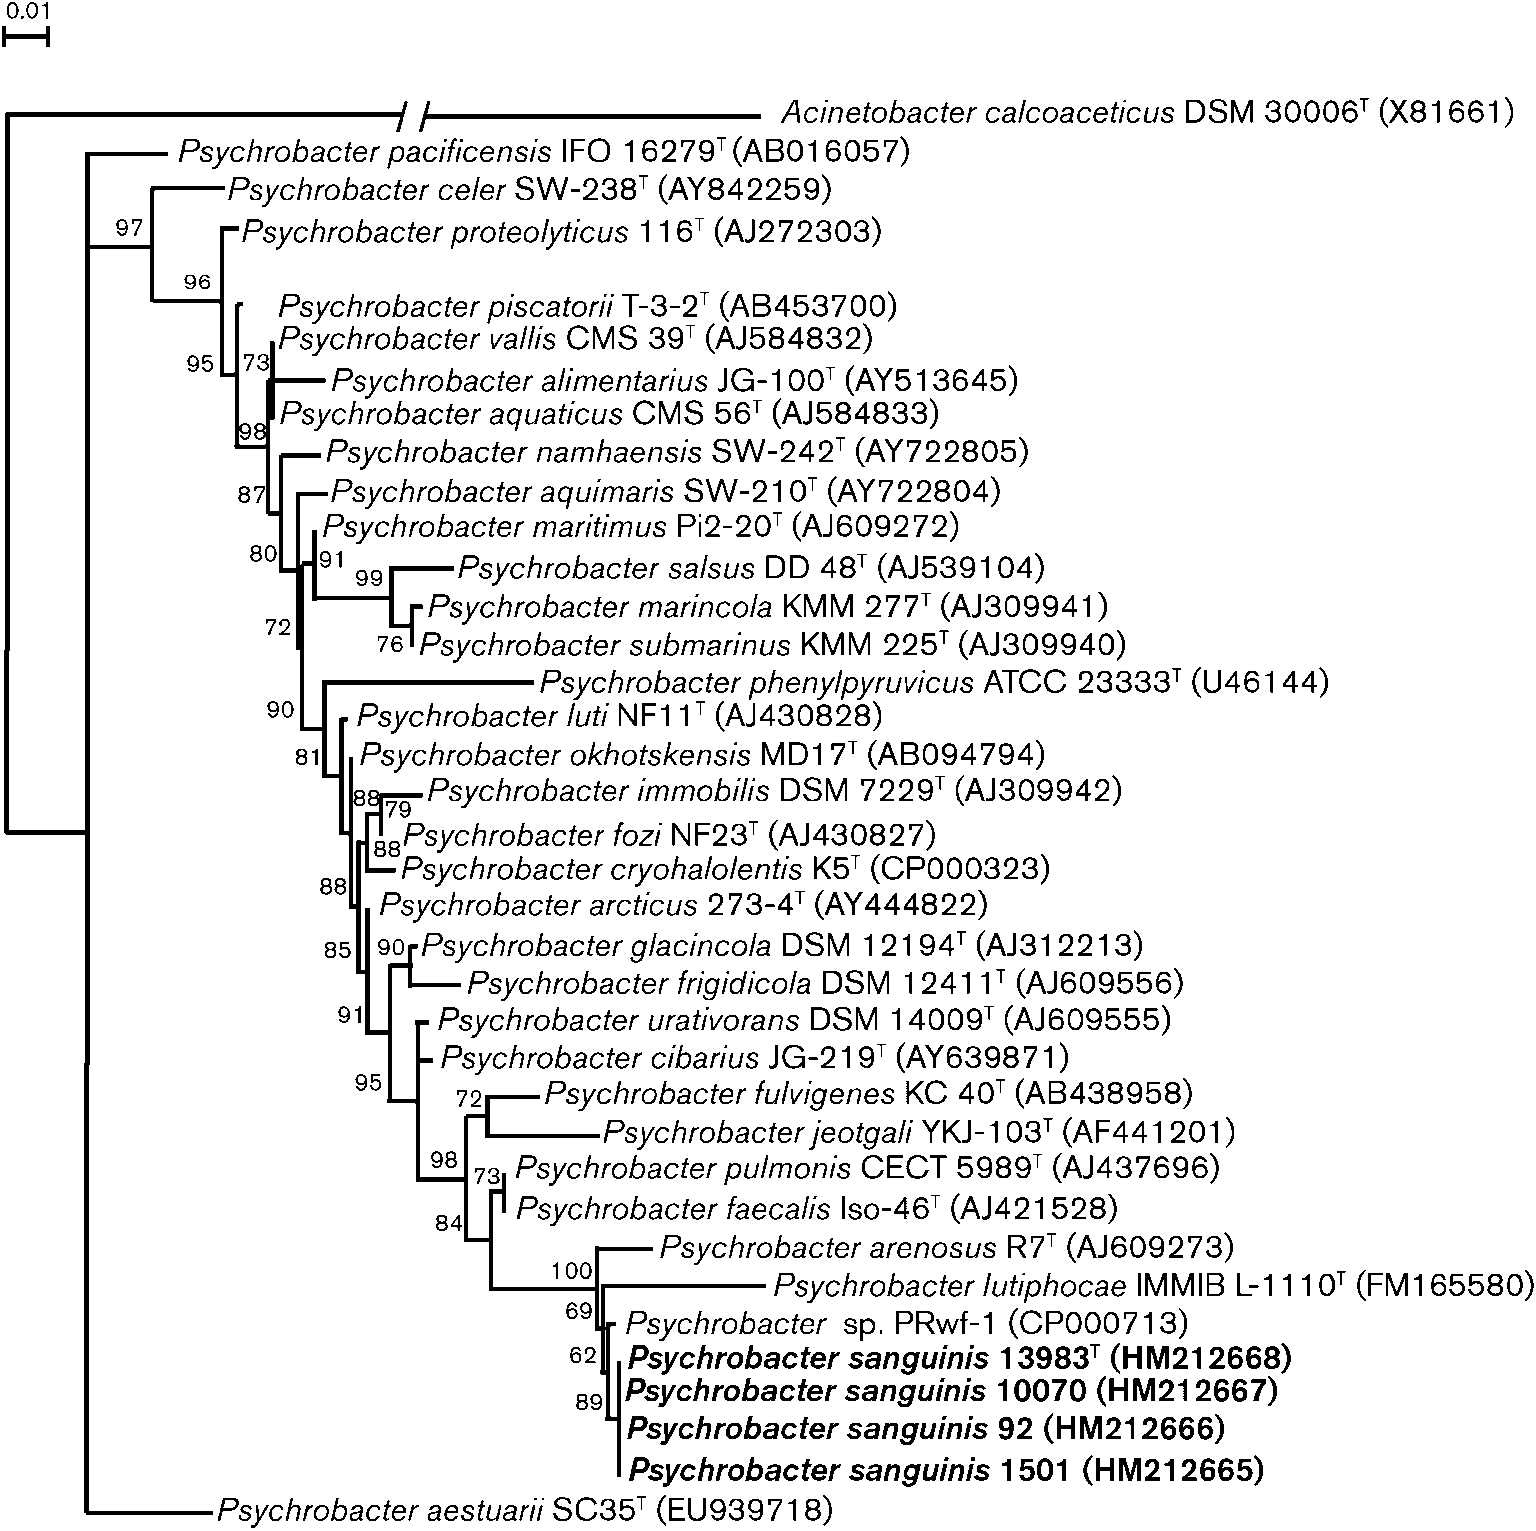 0.01
Acinetobacter calcoaceticus DSM 30006ᵀ (X81661)
Psychrobacter pacificensis IFO 16279ᵀ (AB016057)
Psychrobacter celer SW-238ᵀ (AY842259)
97
Psychrobacter proteolyticus 116ᵀ (AJ272303)
96
Psychrobacter piscatorii T-3-2ᵀ (AB453700)
Psychrobacter vallis CMS 39ᵀ (AJ584832)
95
73
Psychrobacter alimentarius JG-100ᵀ (AY513645)
Psychrobacter aquaticus CMS 56ᵀ (AJ584833)
98
Psychrobacter namhaensis SW-242ᵀ (AY722805)
87
Psychrobacter aquimaris SW-210ᵀ (AY722804)
Psychrobacter maritimus Pi2-20ᵀ (AJ609272)
80
91
Psychrobacter salsus DD 48ᵀ (AJ539104)
99
Psychrobacter marincola KMM 277ᵀ (AJ309941)
72
76
Psychrobacter submarinus KMM 225ᵀ (AJ309940)
Psychrobacter phenylpyruvicus ATCC 23333ᵀ (U46144)
90
Psychrobacter luti NF11ᵀ (AJ430828)
81
Psychrobacter okhotskensis MD17ᵀ (AB094794)
88
Psychrobacter immobilis DSM 7229ᵀ (AJ309942)
79
Psychrobacter fozi NF23ᵀ (AJ430827)
88
Psychrobacter cryohalolentis K5ᵀ (CP000323)
88
Psychrobacter arcticus 273-4ᵀ (AY444822)
85
90
Psychrobacter glacincola DSM 12194ᵀ (AJ312213)
Psychrobacter frigidicola DSM 12411ᵀ (AJ609556)
91
Psychrobacter urativorans DSM 14009ᵀ (AJ609555)
Psychrobacter cibarius JG-219ᵀ (AY639871)
95
72
Psychrobacter fulvigenes KC 40ᵀ (AB438958)
Psychrobacter jeotgali YKJ-103ᵀ (AF441201)
98
73
Psychrobacter pulmonis CECT 5989ᵀ (AJ437696)
Psychrobacter faecalis Iso-46ᵀ (AJ421528)
84
Psychrobacter arenosus R7ᵀ (AJ609273)
100
Psychrobacter lutiphocae IMMIB L-1110ᵀ (FM165580)
69
Psychrobacter sp. PRwf-1 (CP000713)
62
Psychrobacter sanguinis 13983ᵀ (HM212668)
Psychrobacter sanguinis 10070 (HM212667)
89
Psychrobacter sanguinis 92 (HM212666)
Psychrobacter sanguinis 1501 (HM212665)
Psychrobacter aestuarii SC35ᵀ (EU939718)